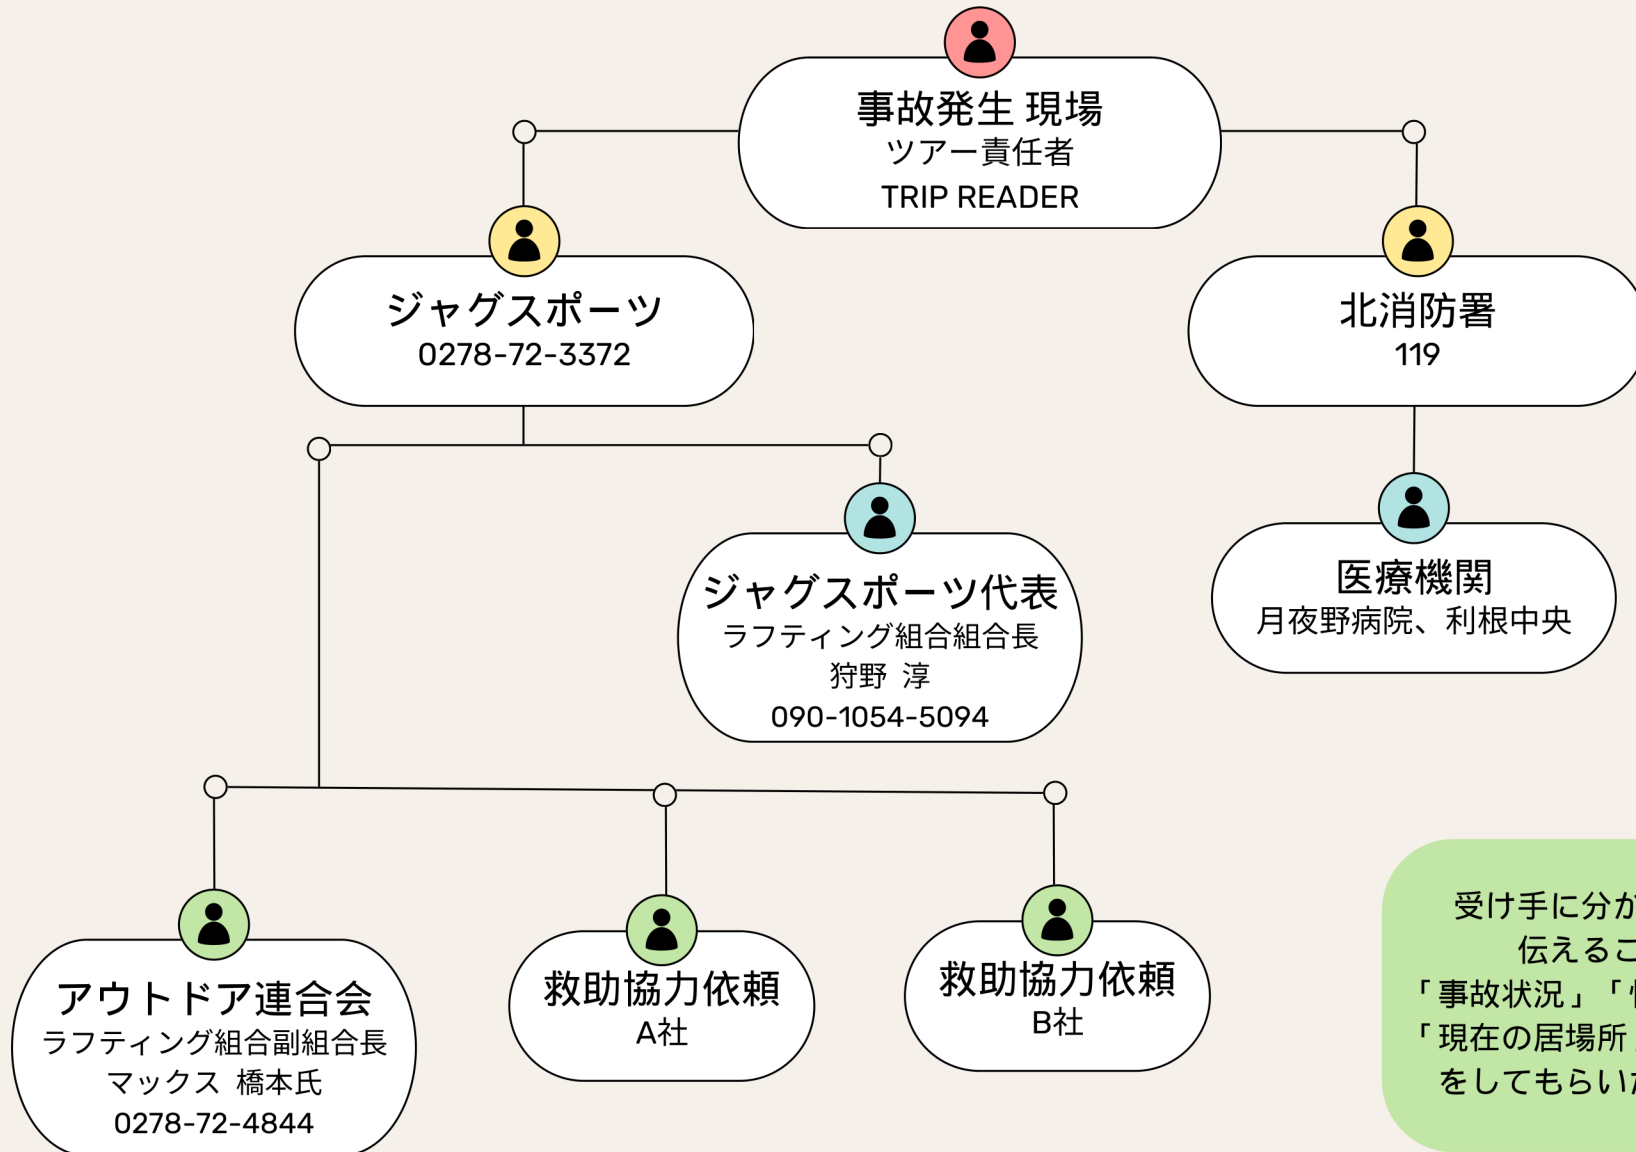 事故発生 現場
ツアー責任者
TRIP READER
ジャグスポーツ
0278-72-3372
北消防署
119
ジャグスポーツ代表
ラフティング組合組合長
狩野 淳
090-1054-5094
医療機関
月夜野病院、利根中央
アウトドア連合会
ラフティング組合副組合長
マックス 橋本氏
0278-72-4844
救助協力依頼
A社
救助協力依頼
B社
受け手に分か
伝えるこ
「事故状況」「
「現在の居場所
をしてもらいた